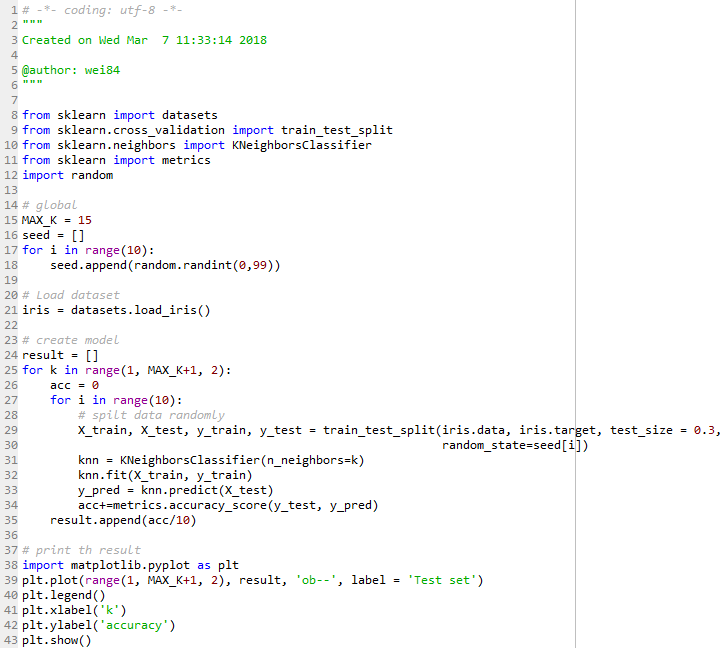 1 # -*- coding: utf-8 -*-
2 """
3 Created on Wed Mar  7 11:33:14 2018
4
5 @author: wei84
6 """
7
8 from sklearn import datasets
9 from sklearn.cross_validation import train_test_split
10 from sklearn.neighbors import KNeighborsClassifier
11 from sklearn import metrics
12 import random
13
14 # global
15 MAX_K = 15
16 seed = []
17 for i in range(10):
18     seed.append(random.randint(0,99))
19
20 # Load dataset
21 iris = datasets.load_iris()
22
23 # create model
24 result = []
25 for k in range(1, MAX_K+1, 2):
26     acc = 0
27     for i in range(10):
28         # spilt data randomly
29         X_train, X_test, y_train, y_test = train_test_split(iris.data, iris.target, test_size = 0.3,
30                                                             random_state=seed[i])
31         knn = KNeighborsClassifier(n_neighbors=k)
32         knn.fit(X_train, y_train)
33         y_pred = knn.predict(X_test)
34         acc+=metrics.accuracy_score(y_test, y_pred)
35     result.append(acc/10)
36
37 # print th result
38 import matplotlib.pyplot as plt
39 plt.plot(range(1, MAX_K+1, 2), result, 'ob--', label = 'Test set')
40 plt.legend()
41 plt.xlabel('k')
42 plt.ylabel('accuracy')
43 plt.show()